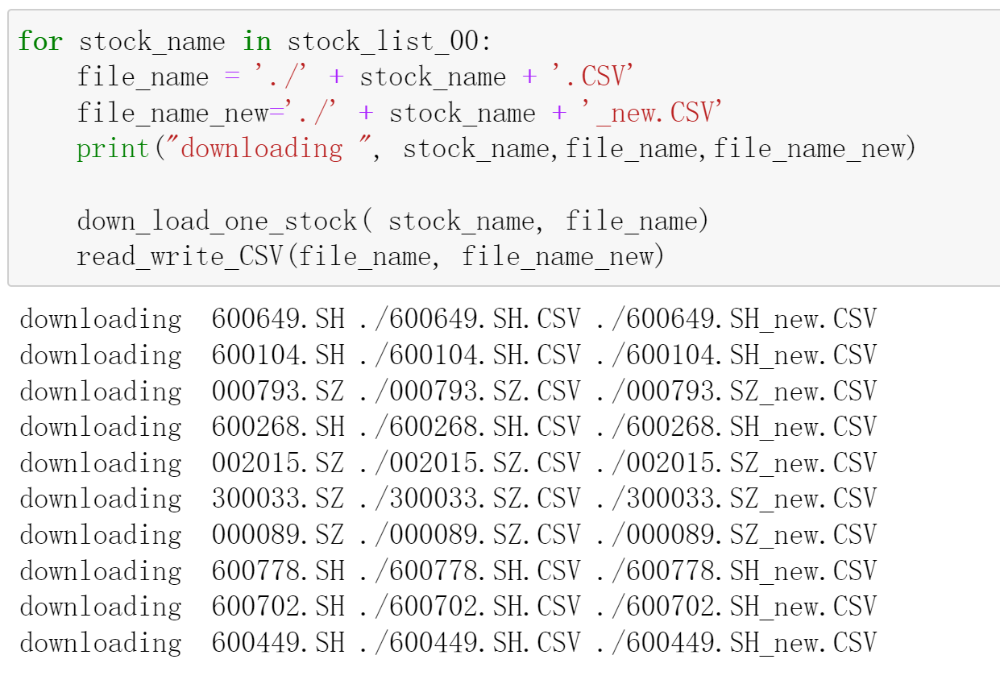 for stock_name in stock_list_00:
    file_name = './' + stock_name + '.CSV'
    file_name_new='./' + stock_name + '_new.CSV'
    print("downloading ", stock_name,file_name,file_name_new)

    down_load_one_stock( stock_name, file_name)
    read_write_CSV(file_name, file_name_new)
downloading  600649.SH ./600649.SH.CSV ./600649.SH_new.CSV
downloading  600104.SH ./600104.SH.CSV ./600104.SH_new.CSV
downloading  000793.SZ ./000793.SZ.CSV ./000793.SZ_new.CSV
downloading  600268.SH ./600268.SH.CSV ./600268.SH_new.CSV
downloading  002015.SZ ./002015.SZ.CSV ./002015.SZ_new.CSV
downloading  300033.SZ ./300033.SZ.CSV ./300033.SZ_new.CSV
downloading  000089.SZ ./000089.SZ.CSV ./000089.SZ_new.CSV
downloading  600778.SH ./600778.SH.CSV ./600778.SH_new.CSV
downloading  600702.SH ./600702.SH.CSV ./600702.SH_new.CSV
downloading  600449.SH ./600449.SH.CSV ./600449.SH_new.CSV